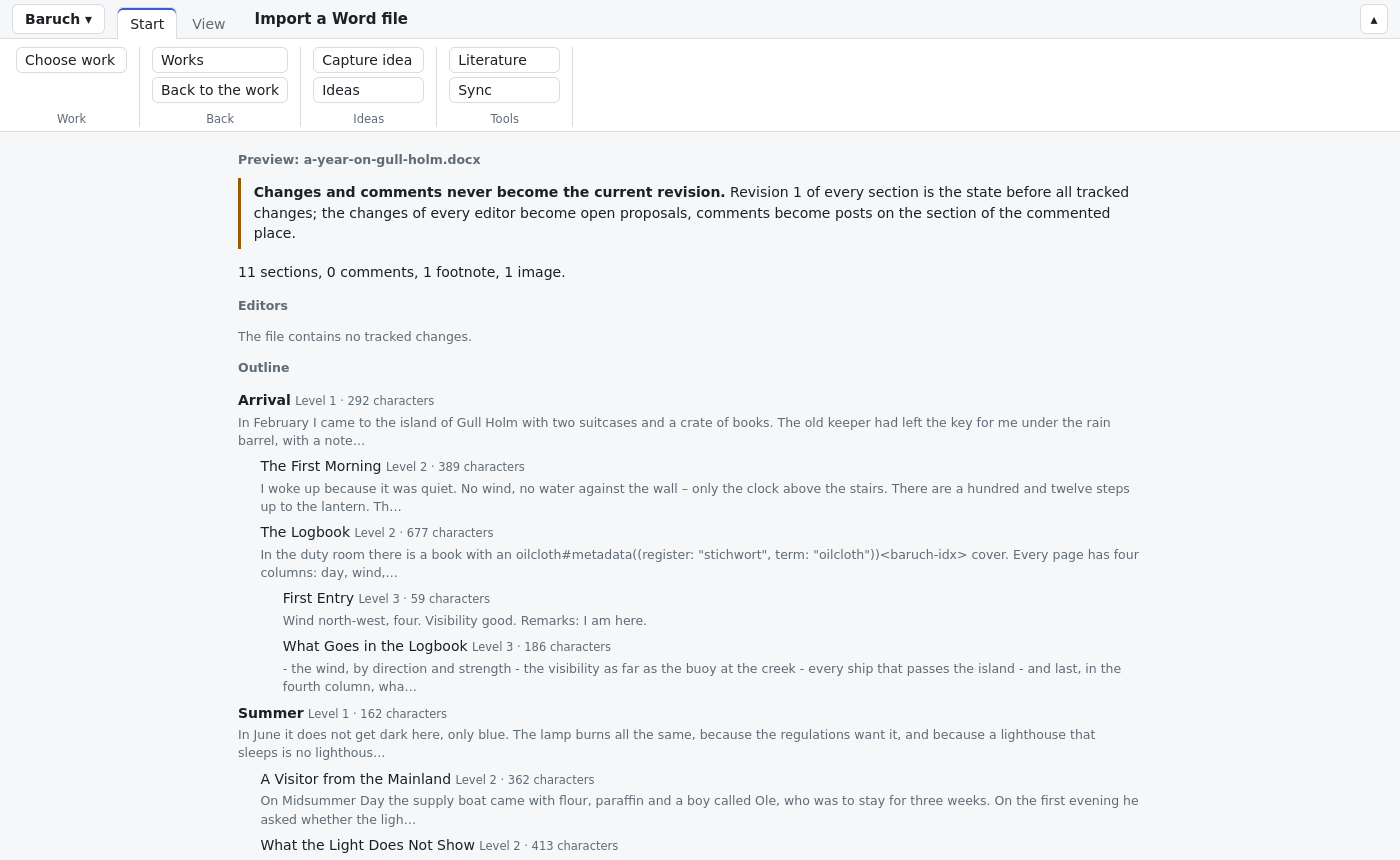 Baruch ▾
Start
View
Import a Word file
▲
Choose work
Works
Capture idea
Literature
Back to the work
Ideas
Sync
Work
Back
Ideas
Tools
Preview: a-year-on-gull-holm.docx
Changes and comments never become the current revision. Revision 1 of every section is the state before all tracked
changes; the changes of every editor become open proposals, comments become posts on the section of the commented
place.
11 sections, 0 comments, 1 footnote, 1 image.
Editors
The file contains no tracked changes.
Outline
Arrival Level 1 · 292 characters
In February I came to the island of Gull Holm with two suitcases and a crate of books. The old keeper had left the key for me under the rain
barrel, with a note…
The First Morning Level 2 · 389 characters
I woke up because it was quiet. No wind, no water against the wall – only the clock above the stairs. There are a hundred and twelve steps
up to the lantern. Th…
The Logbook Level 2 · 677 characters
In the duty room there is a book with an oilcloth#metadata((register: "stichwort", term: "oilcloth"))<baruch-idx> cover. Every page has four
columns: day, wind,…
First Entry Level 3 · 59 characters
Wind north-west, four. Visibility good. Remarks: I am here.
What Goes in the Logbook Level 3 · 186 characters
- the wind, by direction and strength - the visibility as far as the buoy at the creek - every ship that passes the island - and last, in the
fourth column, wha…
Summer Level 1 · 162 characters
In June it does not get dark here, only blue. The lamp burns all the same, because the regulations want it, and because a lighthouse that
sleeps is no lighthous…
A Visitor from the Mainland Level 2 · 362 characters
On Midsummer Day the supply boat came with flour, paraffin and a boy called Ole, who was to stay for three weeks. On the first evening he
asked whether the ligh…
What the Light Does Not Show Level 2 · 413 characters